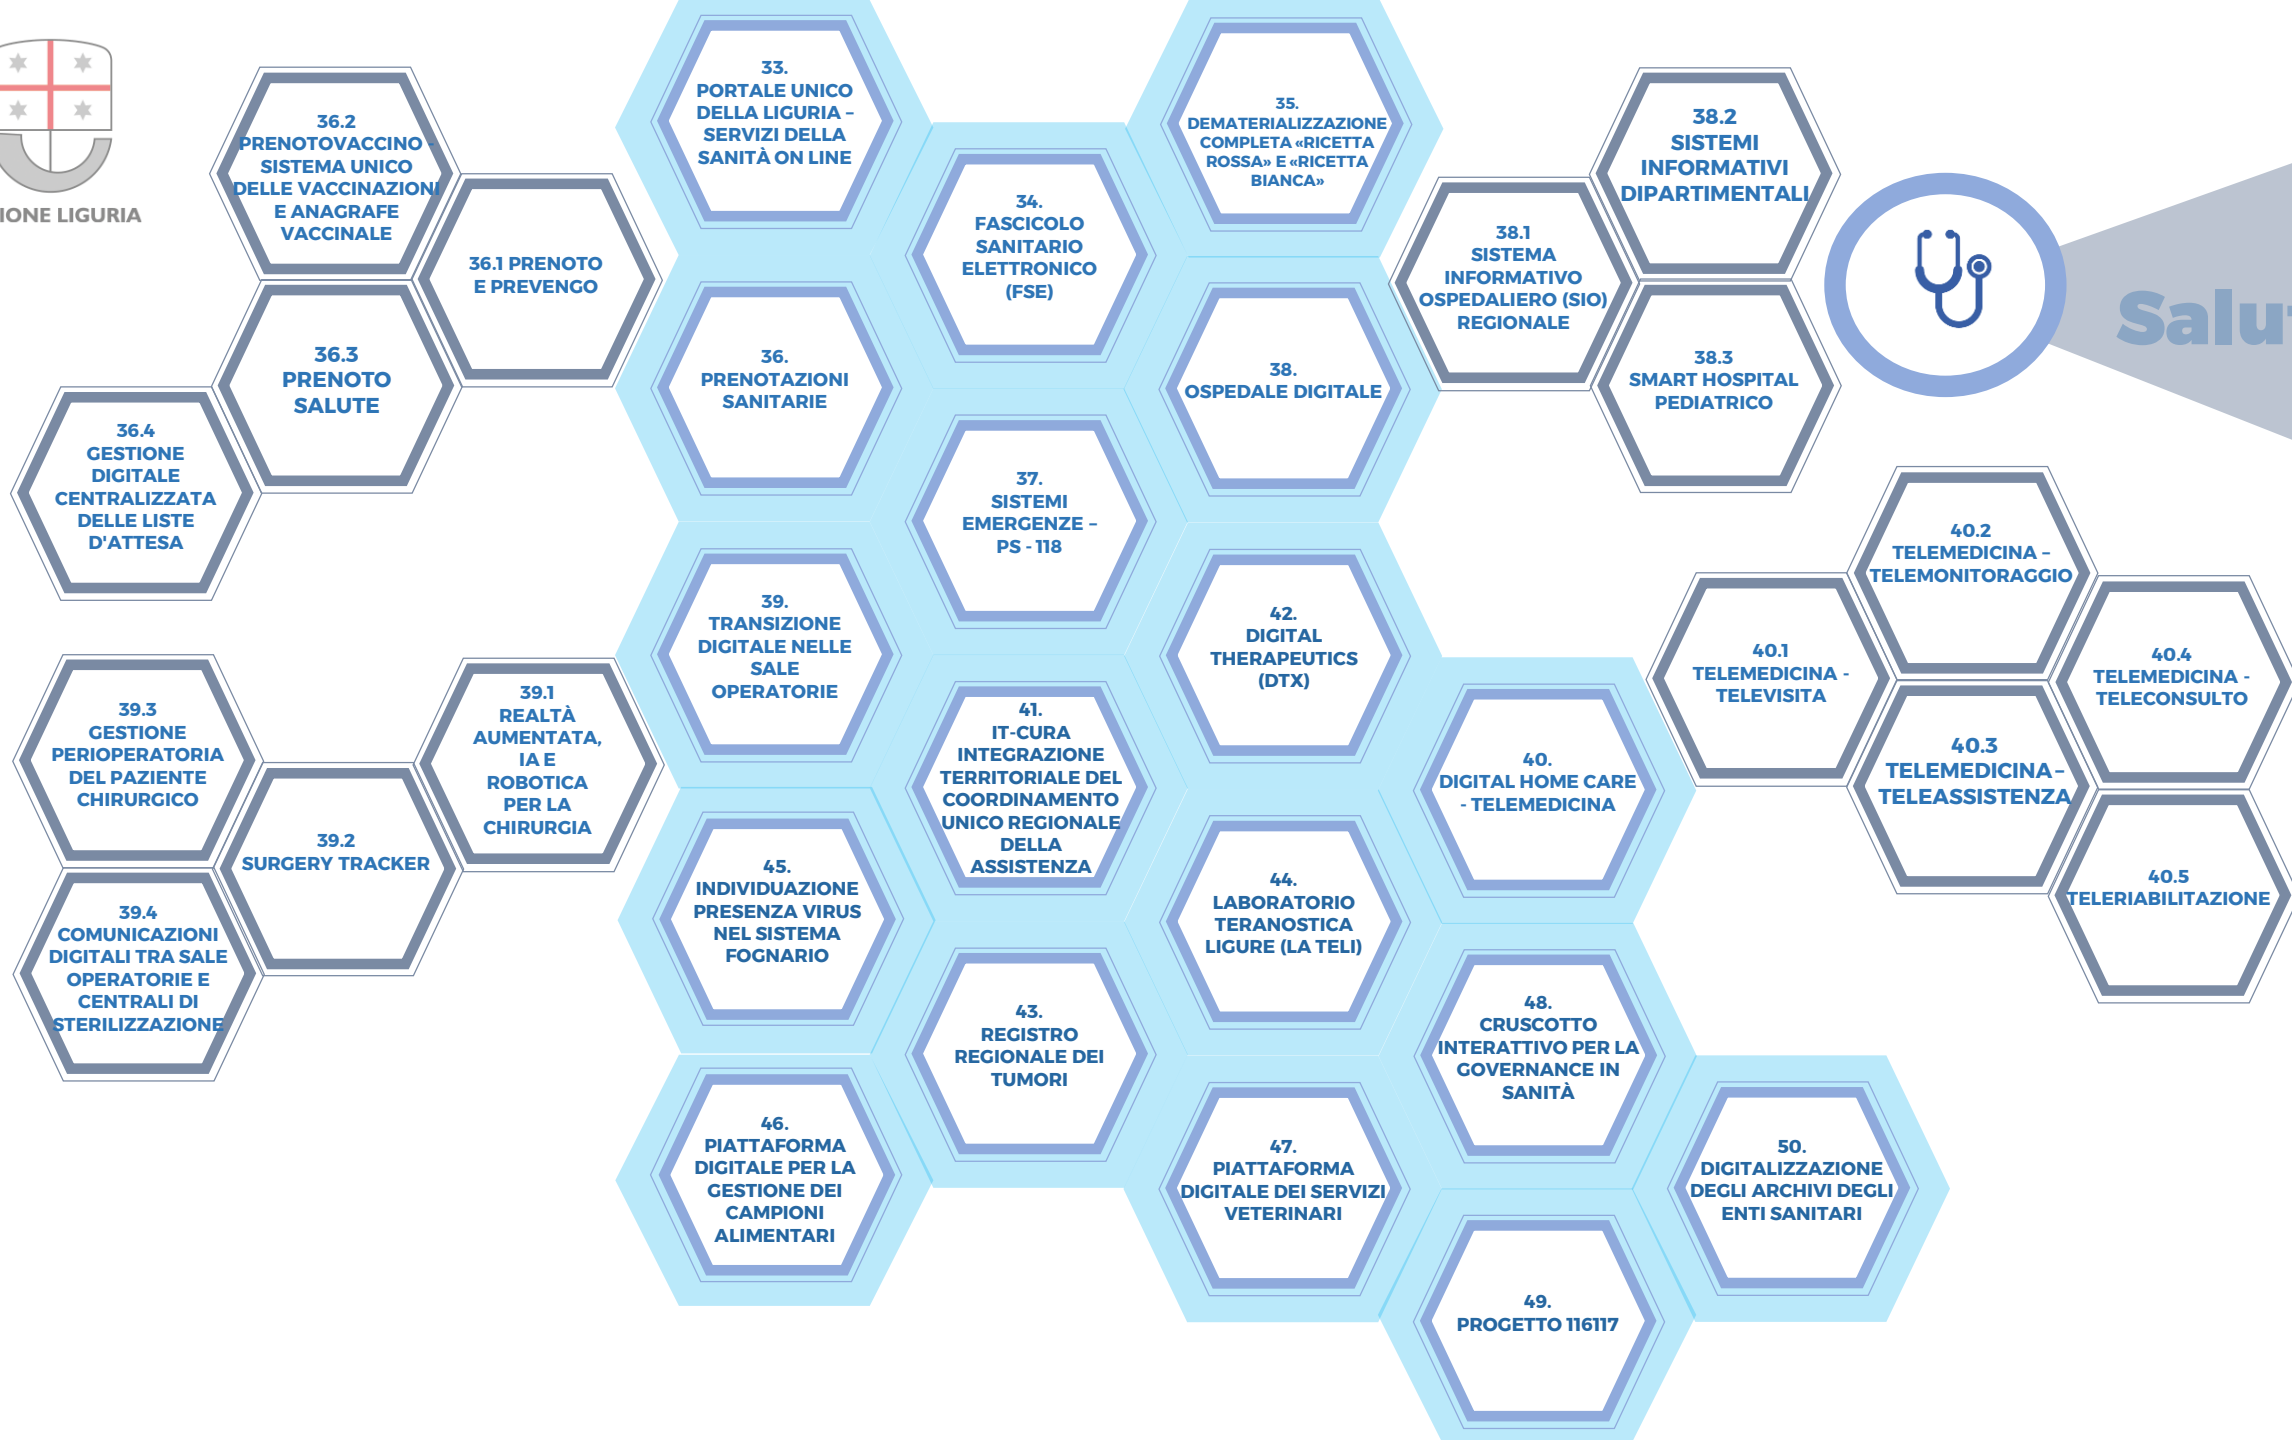 IONE LIGURIA
36.2
PRENOTOVACCINO -
SISTEMA UNICO
DELLE VACCINAZIONI
E ANAGRAFE
VACCINALE
36.1 PRENOTO
E PREVENGO
36.3
PRENOTO
SALUTE
36.4
GESTIONE
DIGITALE
CENTRALIZZATA
DELLE LISTE
D'ATTESA
33.
PORTALE UNICO
DELLA LIGURIA –
SERVIZI DELLA
SANITÀ ON LINE
34.
FASCICOLO
SANITARIO
ELETTRONICO
(FSE)
35.
DEMATERIALIZZAZIONE
COMPLETA «RICETTA
ROSSA» E «RICETTA
BIANCA»
36.
PRENOTAZIONI
SANITARIE
37.
SISTEMI
EMERGENZE –
PS - 118
38.
OSPEDALE DIGITALE
38.1
SISTEMA
INFORMATIVO
OSPEDALIERO (SIO)
REGIONALE
38.2
SISTEMI
INFORMATIVI
DIPARTIMENTALI
38.3
SMART HOSPITAL
PEDIATRICO
Salu
39.
TRANSIZIONE
DIGITALE NELLE
SALE
OPERATORIE
39.1
REALTÀ
AUMENTATA,
IA E
ROBOTICA
PER LA
CHIRURGIA
39.2
SURGERY TRACKER
39.3
GESTIONE
PERIOPERATORIA
DEL PAZIENTE
CHIRURGICO
39.4
COMUNICAZIONI
DIGITALI TRA SALE
OPERATORIE E
CENTRALI DI
STERILIZZAZIONE
42.
DIGITAL
THERAPEUTICS
(DTX)
41.
IT-CURA
INTEGRAZIONE
TERRITORIALE DEL
COORDINAMENTO
UNICO REGIONALE
DELLA
ASSISTENZA
40.
DIGITAL HOME CARE
- TELEMEDICINA
40.1
TELEMEDICINA -
TELEVISITA
40.2
TELEMEDICINA –
TELEMONITORAGGIO
40.3
TELEMEDICINA –
TELEASSISTENZA
40.4
TELEMEDICINA -
TELECONSULTO
40.5
TELERIABILITAZIONE
45.
INDIVIDUAZIONE
PRESENZA VIRUS
NEL SISTEMA
FOGNARIO
44.
LABORATORIO
TERANOSTICA
LIGURE (LA TELI)
43.
REGISTRO
REGIONALE DEI
TUMORI
48.
CRUSCOTTO
INTERATTIVO PER LA
GOVERNANCE IN
SANITÀ
46.
PIATTAFORMA
DIGITALE PER LA
GESTIONE DEI
CAMPIONI
ALIMENTARI
47.
PIATTAFORMA
DIGITALE DEI SERVIZI
VETERINARI
50.
DIGITALIZZAZIONE
DEGLI ARCHIVI DEGLI
ENTI SANITARI
49.
PROGETTO 116117